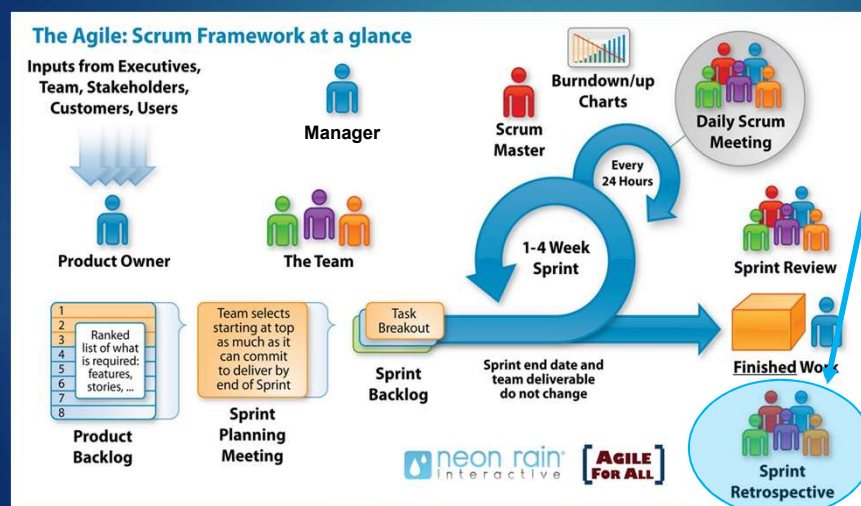 The Agile: Scrum Framework at a glance
Inputs from Executives,
Team, Stakeholders,
Customers, Users
Manager
Scrum
Master
Burndown/up
Charts
Daily Scrum
Meeting
Every
24 Hours
Product Owner
The Team
1-4 Week
Sprint
Sprint Review
1
2
3
4
5
6
7
8
Ranked
list of what
is required:
features,
stories, ...
Product
Backlog
Team selects
starting at top
as much as it
can commit
to deliver by
end of Sprint
Sprint
Planning
Meeting
Task
Breakout
Sprint
Backlog
Sprint end date and
team deliverable
do not change
Finished Work
neon rain
interactive
AGILE
FOR ALL
Sprint
Retrospective